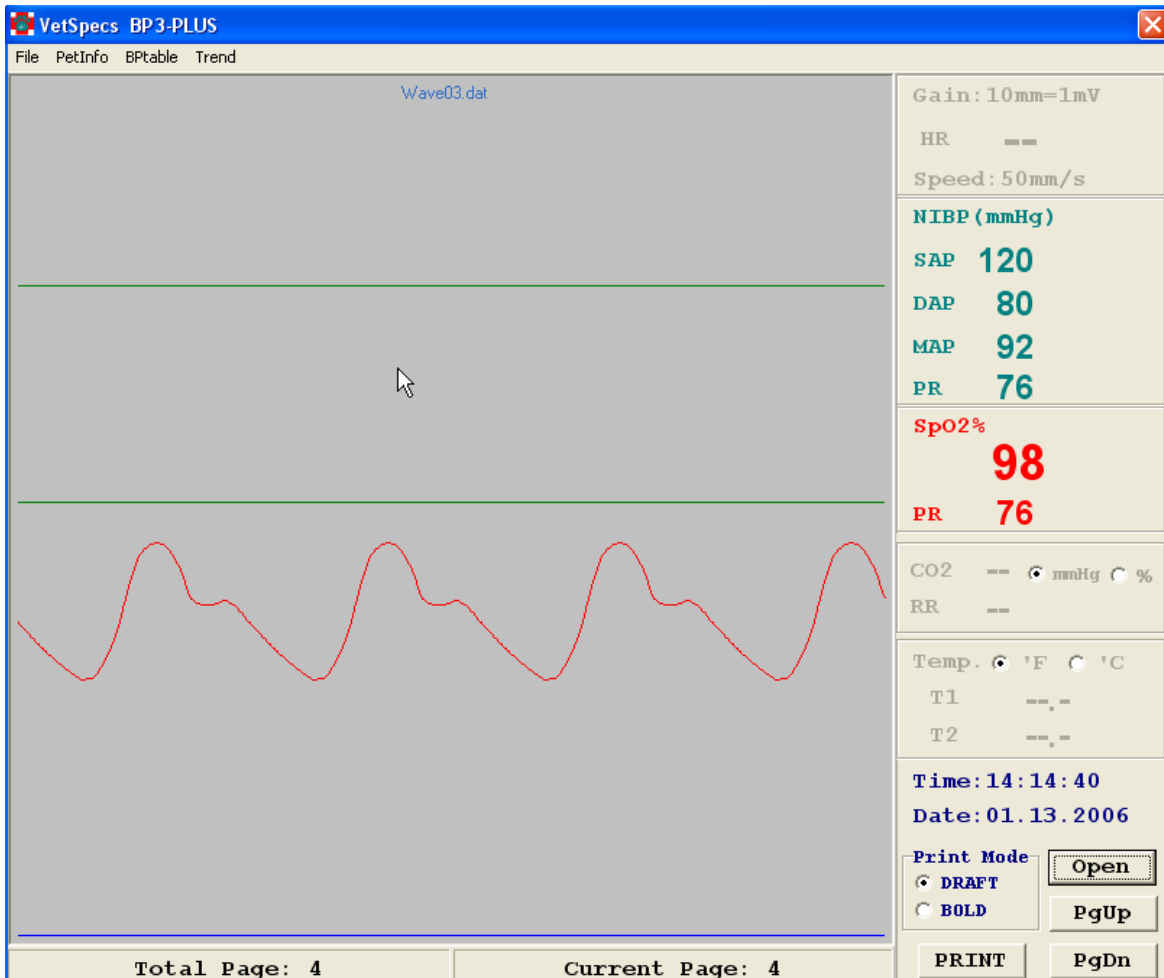 VetSpecs BP3-PLUS
File PetInfo BPtable Trend
Wave03.dat
Gain:10mm=1mV
HR --
Speed:50mm/s
NIBP(mmHg)
SAP 120
DAP 80
MAP 92
PR 76
SpO2%
98
PR 76
CO2 -- mmHg %
RR --
Temp. 'F 'C
T1 --.-
T2 --.-
Time:14:14:40
Date:01.13.2006
Print Mode
DRAFT
BOLD
Open
PgUp
PRINT PgDn
Total Page: 4 Current Page: 4